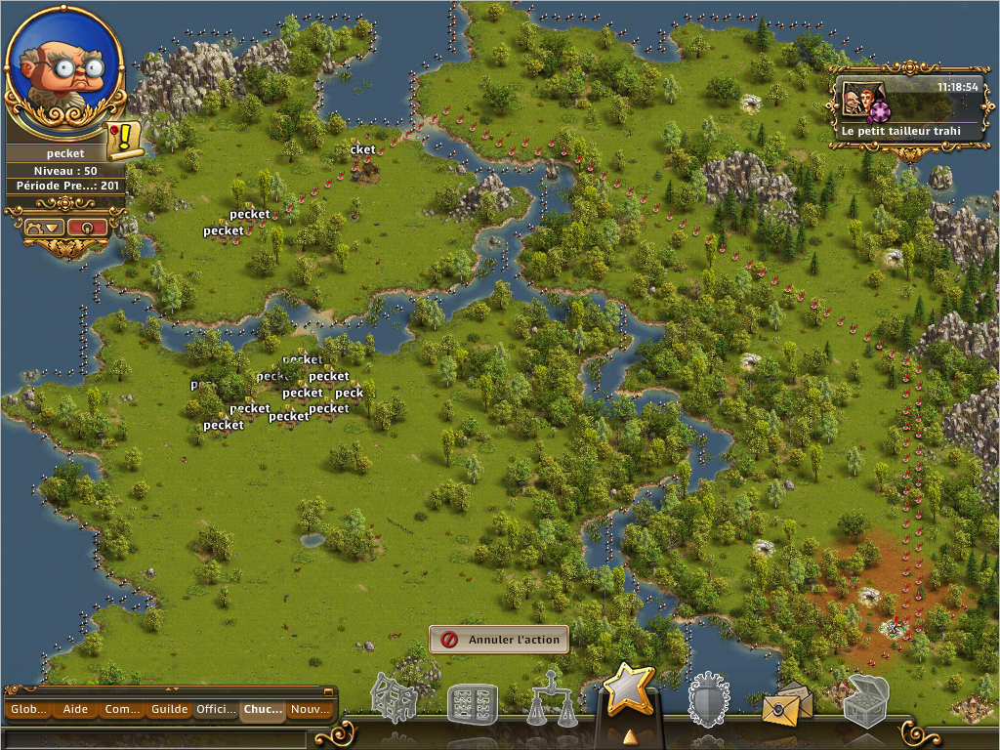 pecket
Niveau : 50
Période Pre...: 201
11:18:54
Le petit tailleur trahi
cket
pecket
pecket
pecket
pecket
pecket
peck
pecket
pecket
pecket
pecket
Annuler l'action
Glob...
Aide
Com...
Guilde
Offici...
Chuc...
Nouv...